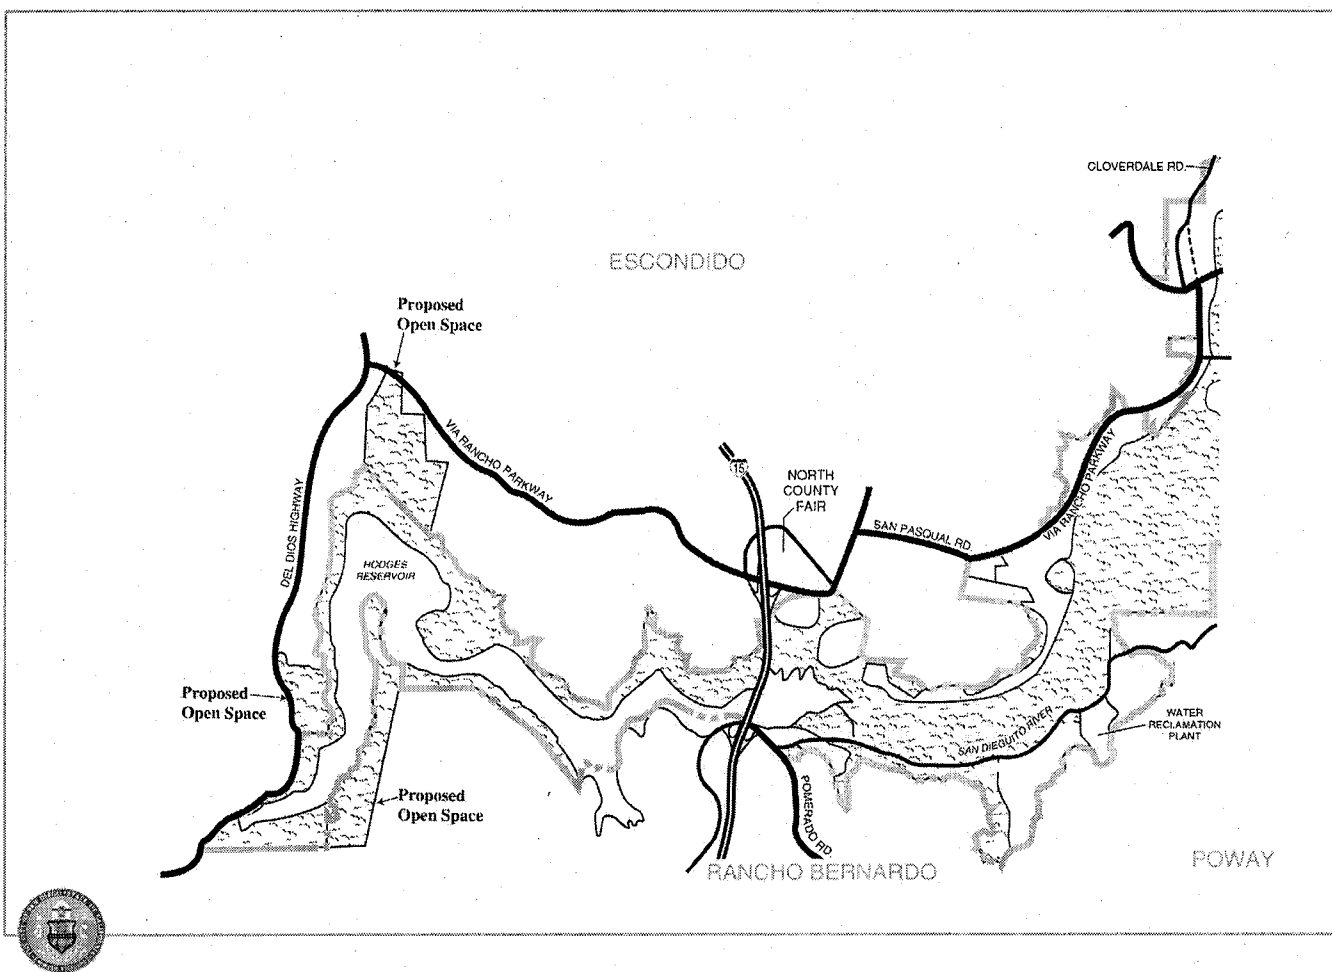 CLOVERDALE RD.
ESCONDIDO
Proposed
Open Space
VIA RANCHO PARKWAY
15
NORTH
COUNTY
FAIR
SAN PASQUAL RD.
VIA RANCHO PARKWAY
DEL DIOS HIGHWAY
HODGES
RESERVOIR
Proposed
Open Space
SAN DIEGUITO RIVER
WATER
RECLAMATION
PLANT
Proposed
Open Space
POMERADO RD.
RANCHO BERNARDO
POWAY